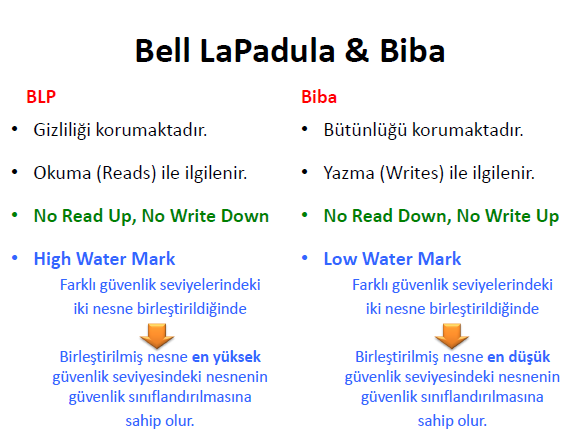 Bell LaPadula & Biba
BLP
• Gizliliği korumaktadır.
• Okuma (Reads) ile ilgilenir.
• No Read Up, No Write Down
• High Water Mark
Farklı güvenlik seviyelerindeki
iki nesne birleştirildiğinde
Birleştirilmiş nesne en yüksek
güvenlik seviyesindeki nesnenin
güvenlik sınıflandırılmasına
sahip olur.
Biba
• Bütünlüğü korumaktadır.
• Yazma (Writes) ile ilgilenir.
• No Read Down, No Write Up
• Low Water Mark
Farklı güvenlik seviyelerindeki
iki nesne birleştirildiğinde
Birleştirilmiş nesne en düşük
güvenlik seviyesindeki nesnenin
güvenlik sınıflandırılmasına
sahip olur.